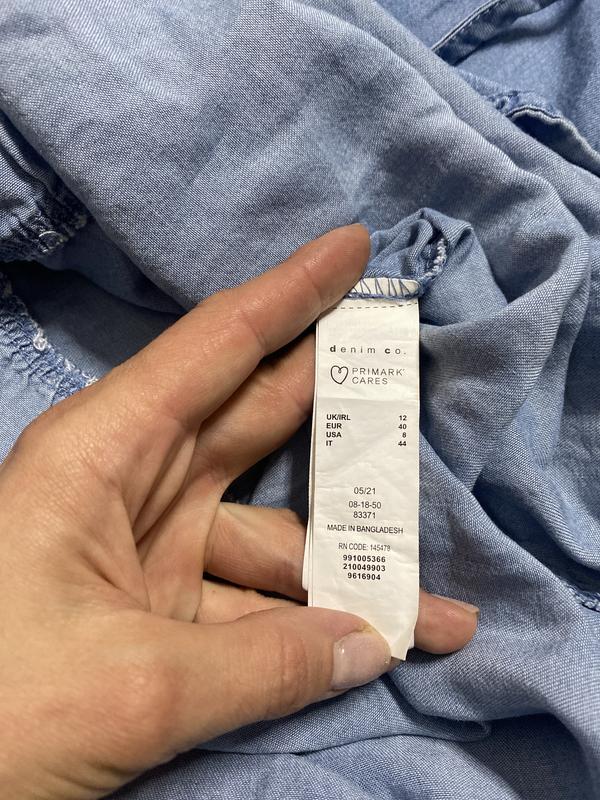 denim co.
PRIMARK
CARES
UK/IRL 12
EUR 40
USA 8
IT 44
05/21
08-18-50
83371
MADE IN BANGLADESH
RN CODE: 145478
991005366
210049903
9616904